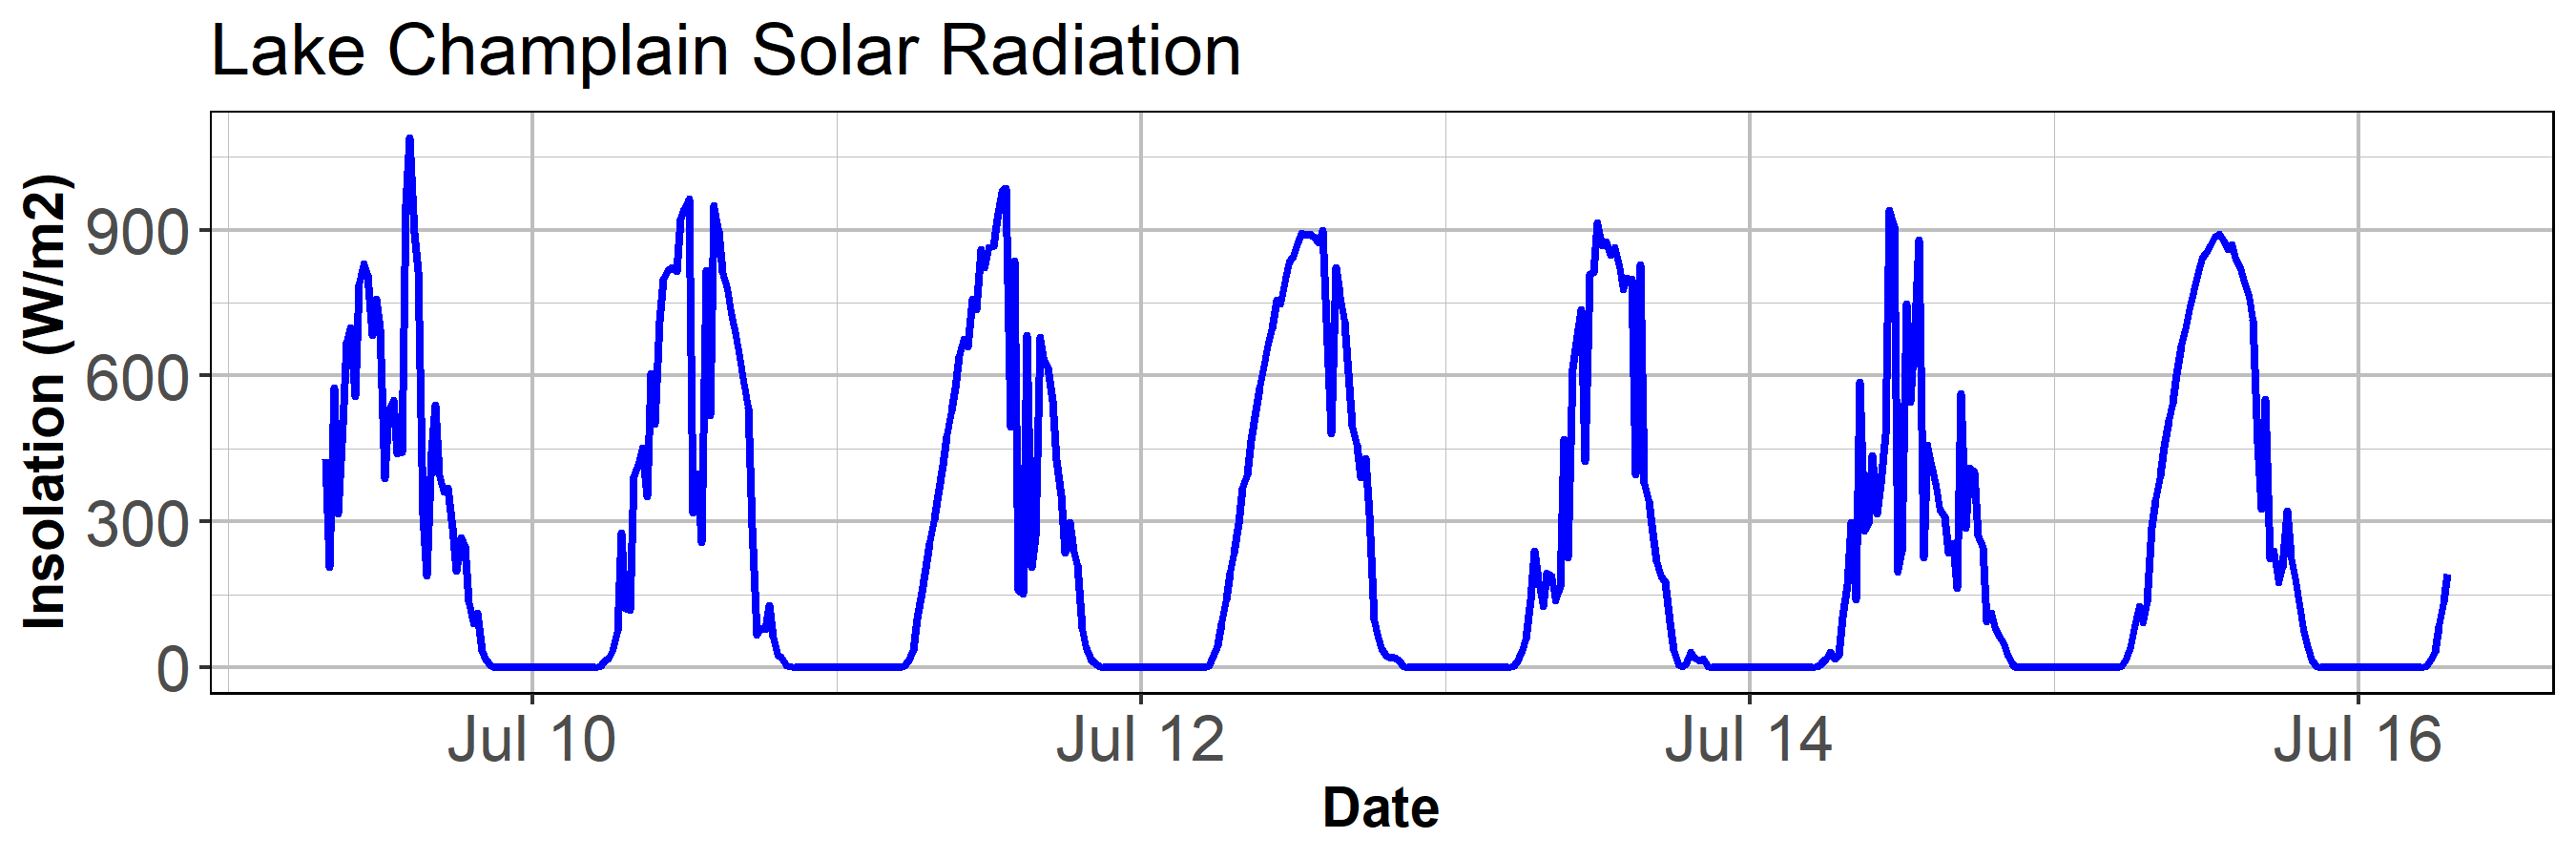 Lake Champlain Solar Radiation
Insolation (W/m2)
900
600
300
0
Jul 10 Jul 12 Jul 14 Jul 16
Date